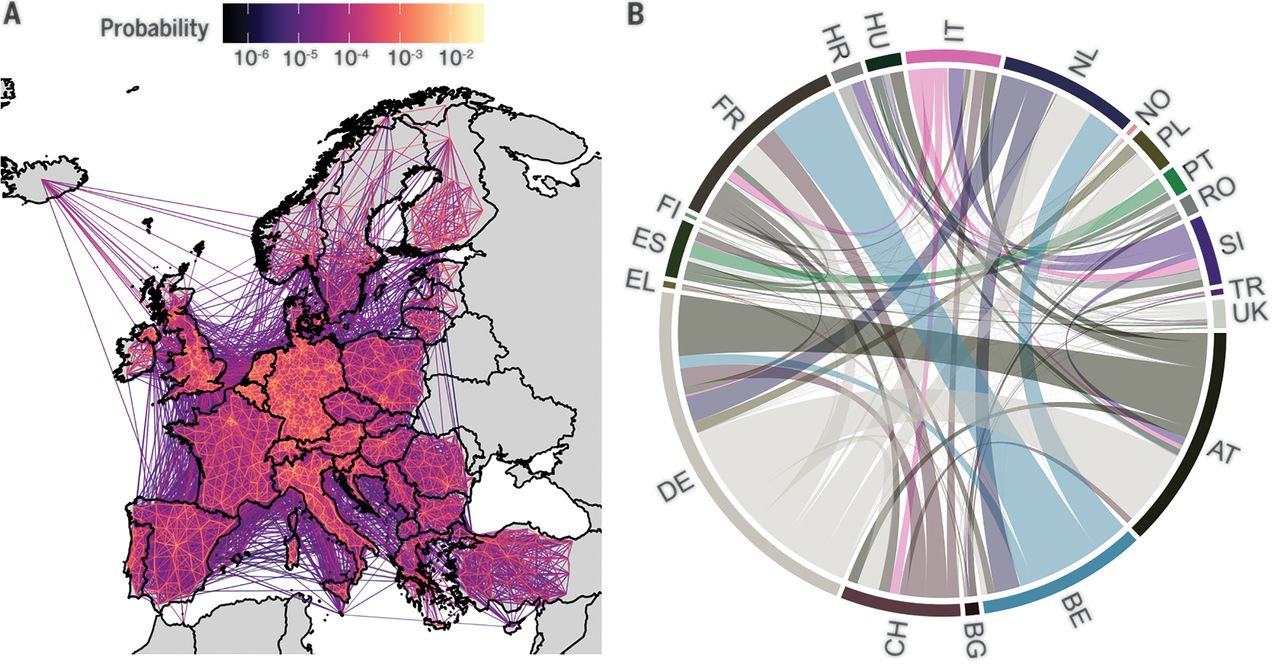 A
Probability
10-6 10-5 10-4 10-3 10-2
B
HR
HU
IT
NL
NO
PL
PT
RO
SI
TR
UK
AT
BE
BG
CH
DE
EL
ES
FI
FR